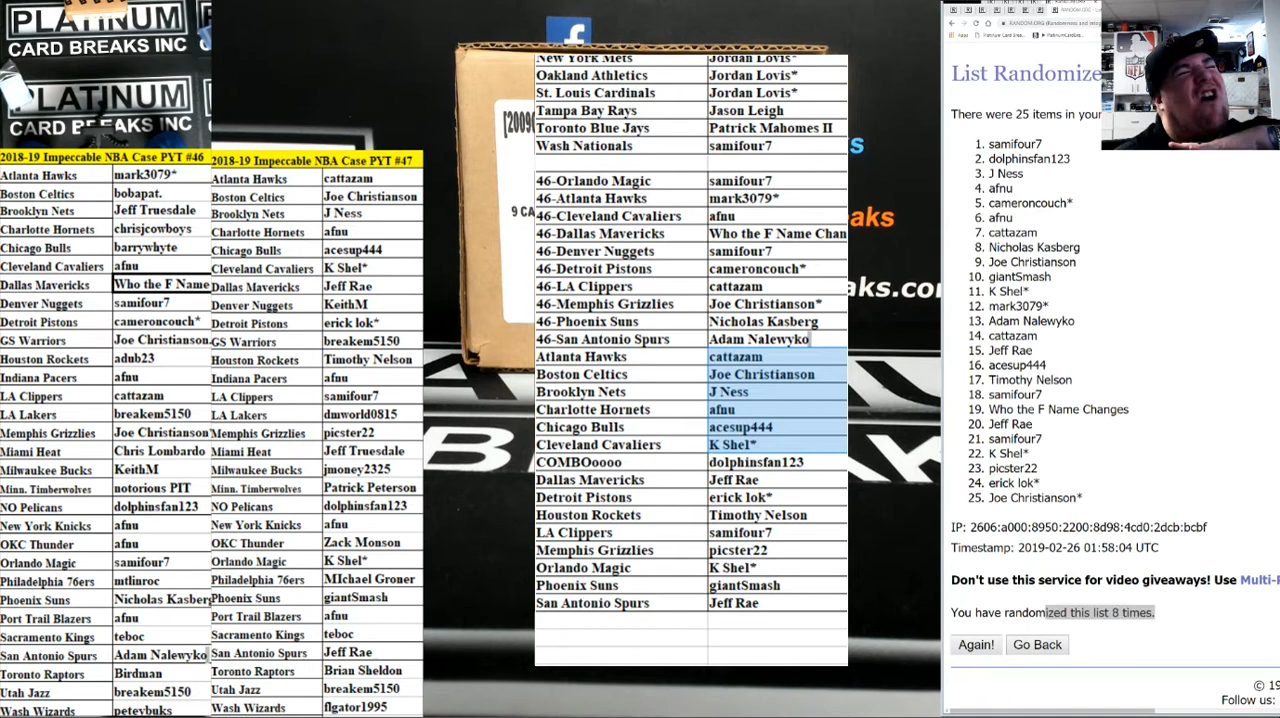 PLATINUM
CARD BREAKS INC
PLATINUM
CARD BREAKS INC
2018-19 Impeccable NBA Case PYT #46
Atlanta Hawks mark3079*
Boston Celtics bobapat.
Brooklyn Nets Jeff Truesdale
Charlotte Hornets chrisjcowboys
Chicago Bulls barrywhyte
Cleveland Cavaliers afnu
Dallas Mavericks Who the F Name
Denver Nuggets samifour7
Detroit Pistons cameroncouch*
GS Warriors Joe Christianson
Houston Rockets adub23
Indiana Pacers afnu
LA Clippers cattazam
LA Lakers breakem5150
Memphis Grizzlies Joe Christianson
Miami Heat Chris Lombardo
Milwaukee Bucks KeithM
Minn. Timberwolves notorious PIT
NO Pelicans dolphinsfan123
New York Knicks afnu
OKC Thunder afnu
Orlando Magic samifour7
Philadelphia 76ers mtlinroc
Phoenix Suns Nicholas Kasberg
Port Trail Blazers afnu
Sacramento Kings teboc
San Antonio Spurs Adam Nalewyko
Toronto Raptors Birdman
Utah Jazz breakem5150
Wash Wizards peteybuks
2018-19 Impeccable NBA Case PYT #47
Atlanta Hawks cattazam
Boston Celtics Joe Christianson
Brooklyn Nets J Ness
Charlotte Hornets afnu
Chicago Bulls acesup444
Cleveland Cavaliers K Shel*
Dallas Mavericks Jeff Rae
Denver Nuggets KeithM
Detroit Pistons erick lok*
GS Warriors breakem5150
Houston Rockets Timothy Nelson
Indiana Pacers afnu
LA Clippers samifour7
LA Lakers dmworld0815
Memphis Grizzlies picster22
Miami Heat Jeff Truesdale
Milwaukee Bucks jmoney2325
Minn. Timberwolves Patrick Peterson
NO Pelicans dolphinsfan123
New York Knicks afnu
OKC Thunder Zack Monson
Orlando Magic K Shel*
Philadelphia 76ers MIchael Groner
Phoenix Suns giantSmash
Port Trail Blazers afnu
Sacramento Kings teboc
San Antonio Spurs Jeff Rae
Toronto Raptors Brian Sheldon
Utah Jazz breakem5150
Wash Wizards flgator1995
f
[2009
9 CA
New York Mets Jordan Lovis*
Oakland Athletics Jordan Lovis*
St. Louis Cardinals Jordan Lovis*
Tampa Bay Rays Jason Leigh
Toronto Blue Jays Patrick Mahomes II
Wash Nationals samifour7
46-Orlando Magic samifour7
46-Atlanta Hawks mark3079*
46-Cleveland Cavaliers afnu
46-Dallas Mavericks Who the F Name Chan
46-Denver Nuggets samifour7
46-Detroit Pistons cameroncouch*
46-LA Clippers cattazam
46-Memphis Grizzlies Joe Christianson*
46-Phoenix Suns Nicholas Kasberg
46-San Antonio Spurs Adam Nalewyko
Atlanta Hawks cattazam
Boston Celtics Joe Christianson
Brooklyn Nets J Ness
Charlotte Hornets afnu
Chicago Bulls acesup444
Cleveland Cavaliers K Shel*
COMBOoooo dolphinsfan123
Dallas Mavericks Jeff Rae
Detroit Pistons erick lok*
Houston Rockets Timothy Nelson
LA Clippers samifour7
Memphis Grizzlies picster22
Orlando Magic K Shel*
Phoenix Suns giantSmash
San Antonio Spurs Jeff Rae
ks
eaks
aks.co
List Randomize
There were 25 items in your
1. samifour7
2. dolphinsfan123
3. J Ness
4. afnu
5. cameroncouch*
6. afnu
7. cattazam
8. Nicholas Kasberg
9. Joe Christianson
10. giantSmash
11. K Shel*
12. mark3079*
13. Adam Nalewyko
14. cattazam
15. Jeff Rae
16. acesup444
17. Timothy Nelson
18. samifour7
19. Who the F Name Changes
20. Jeff Rae
21. samifour7
22. K Shel*
23. picster22
24. erick lok*
25. Joe Christianson*
IP: 2606:a000:8950:2200:8d98:4cd0:2dcb:bcbf
Timestamp: 2019-02-26 01:58:04 UTC
Don't use this service for video giveaways! Use Multi-R
You have randomized this list 8 times.
Again! Go Back
© 19
Follow us: